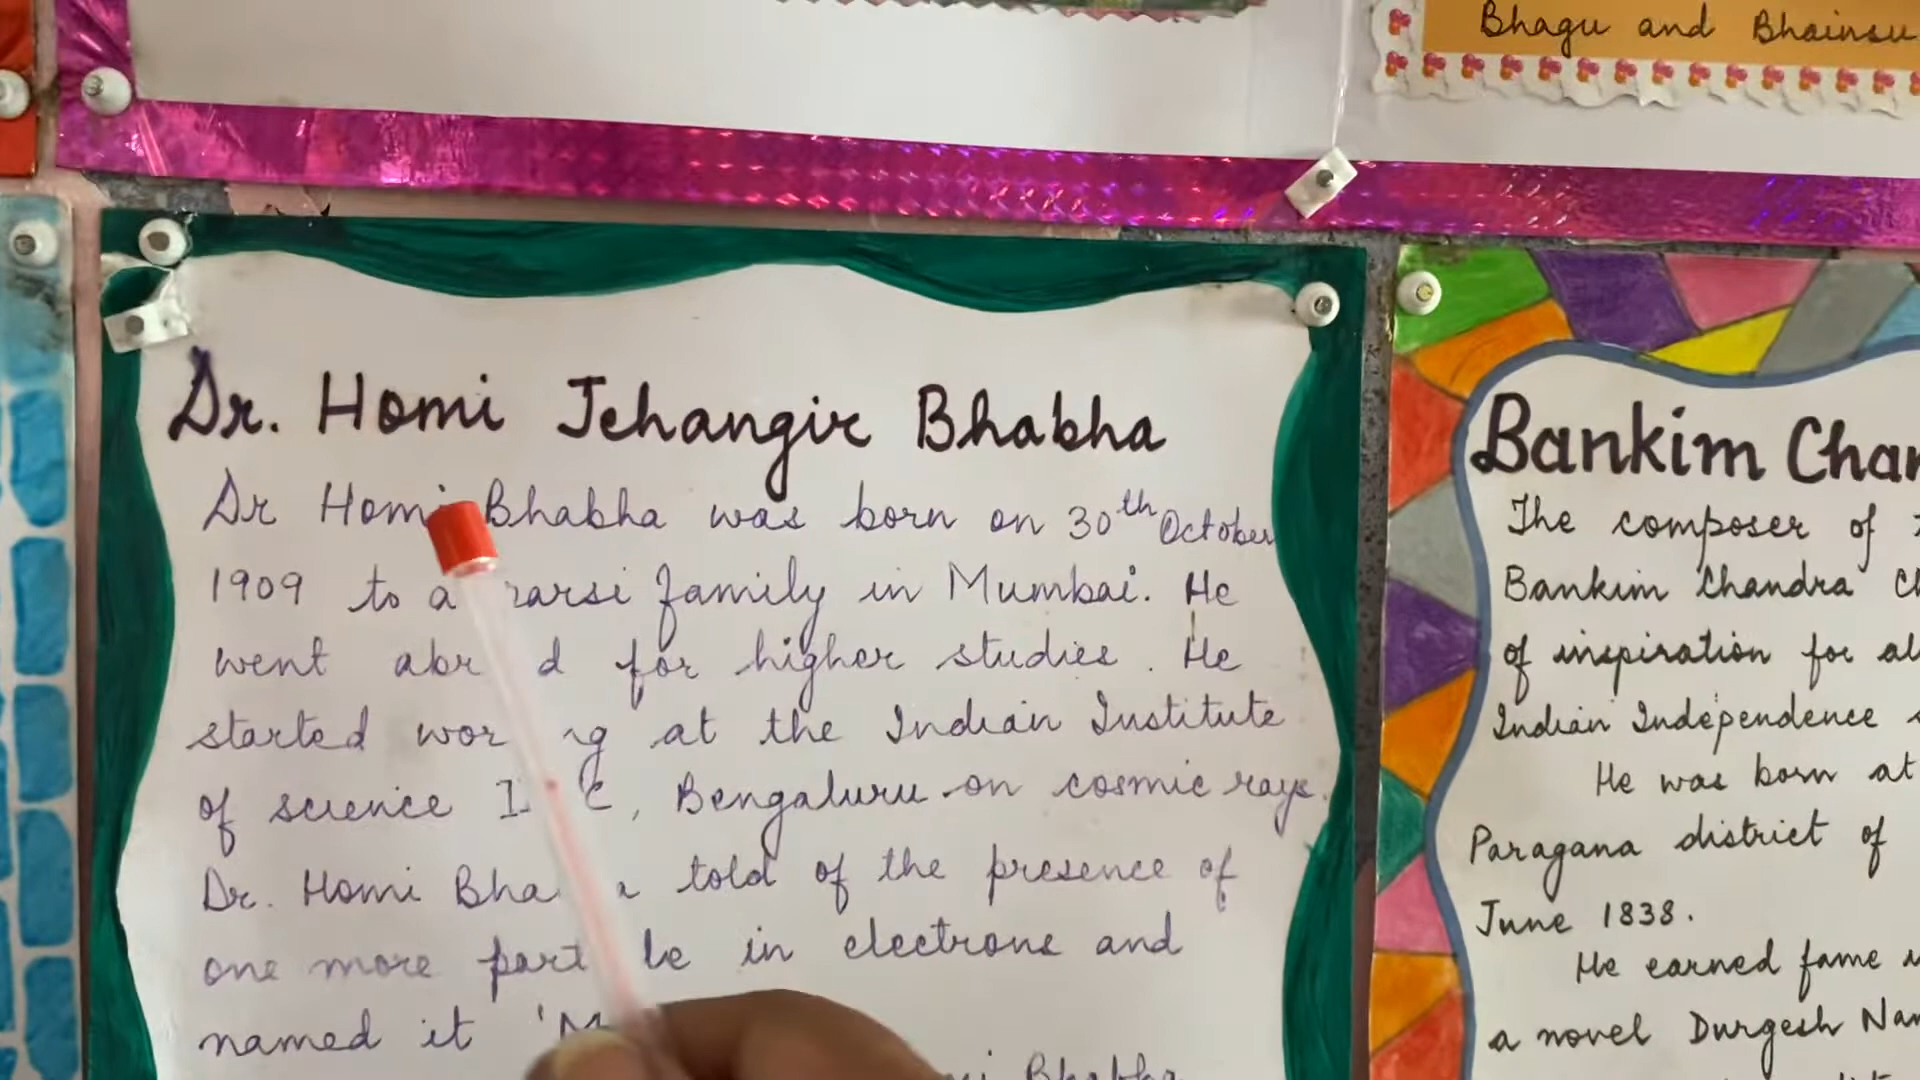 Bhagu and Bhainsu
Dr. Homi Jehangir Bhabha
Dr Homi Bhabha was born on 30th October
1909 to a in Mumbai. He
went for higher studies. He
started at the Indian Institute
of science , Bengaluru on cosmic rays.
Dr. Homi told of the presence of
one more in electrons and
named it
Bhabha
Bankim
The composer of
Bankim Chandra
of inspiration for
Indian Independence
He was born at
Paragana district of
June 1838.
He earned fame
a novel Durgesh